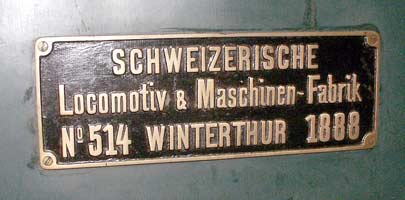 SCHWEIZERISCHE
Locomotiv & Maschinen-Fabrik
No 514 WINTERTHUR 1888